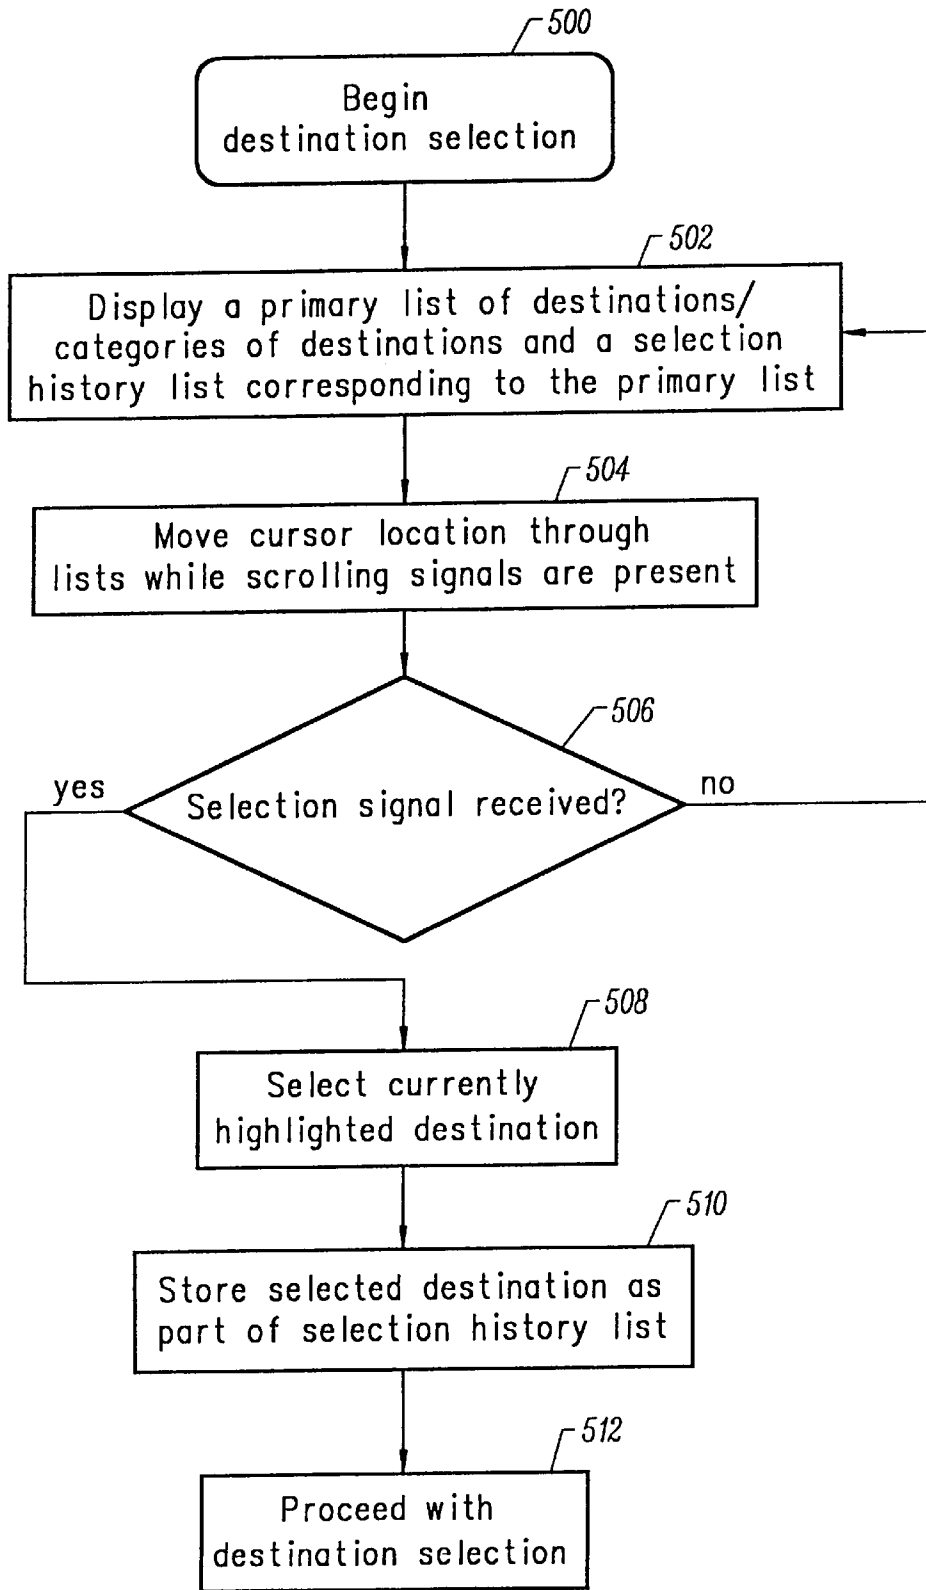 500
Begin
destination selection
502
Display a primary list of destinations/
categories of destinations and a selection
history list corresponding to the primary list
504
Move cursor location through
lists while scrolling signals are present
506
yes
Selection signal received?
no
508
Select currently
highlighted destination
510
Store selected destination as
part of selection history list
512
Proceed with
destination selection